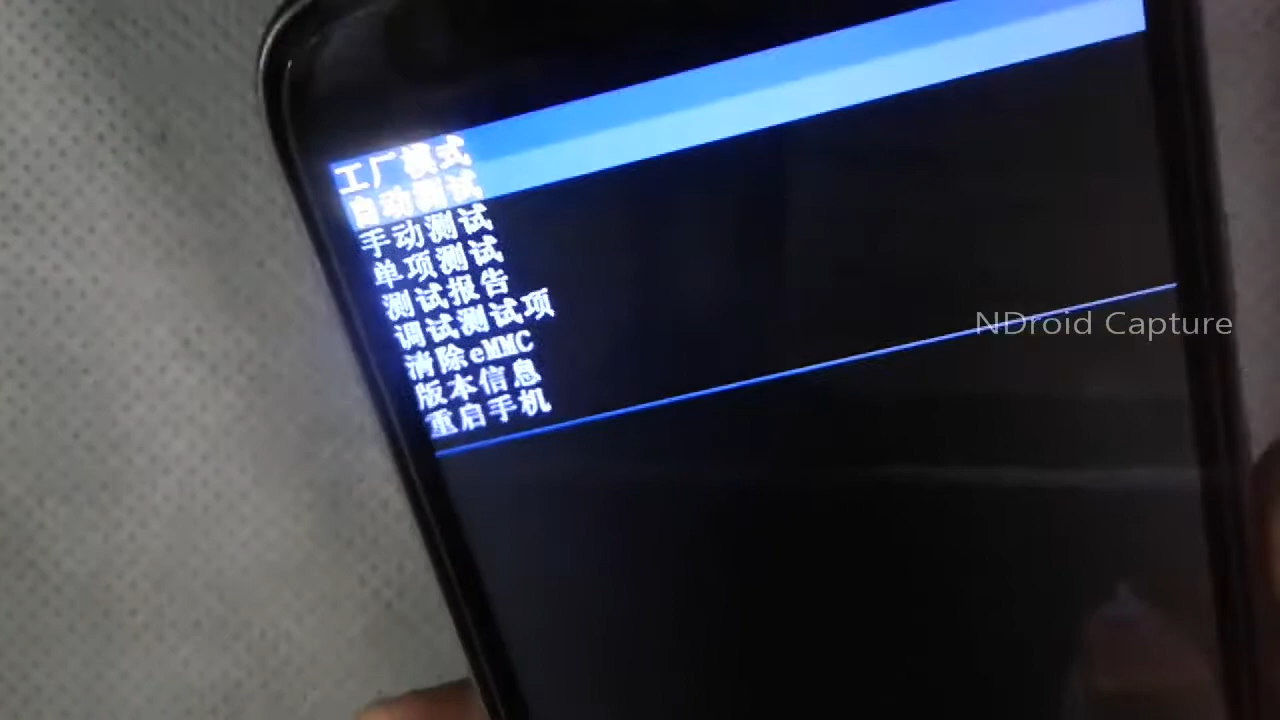 工厂模式
自动测试
手动测试
单项测试
测试报告
调试测试项
清除eMMC
版本信息
重启手机
NDroid Capture